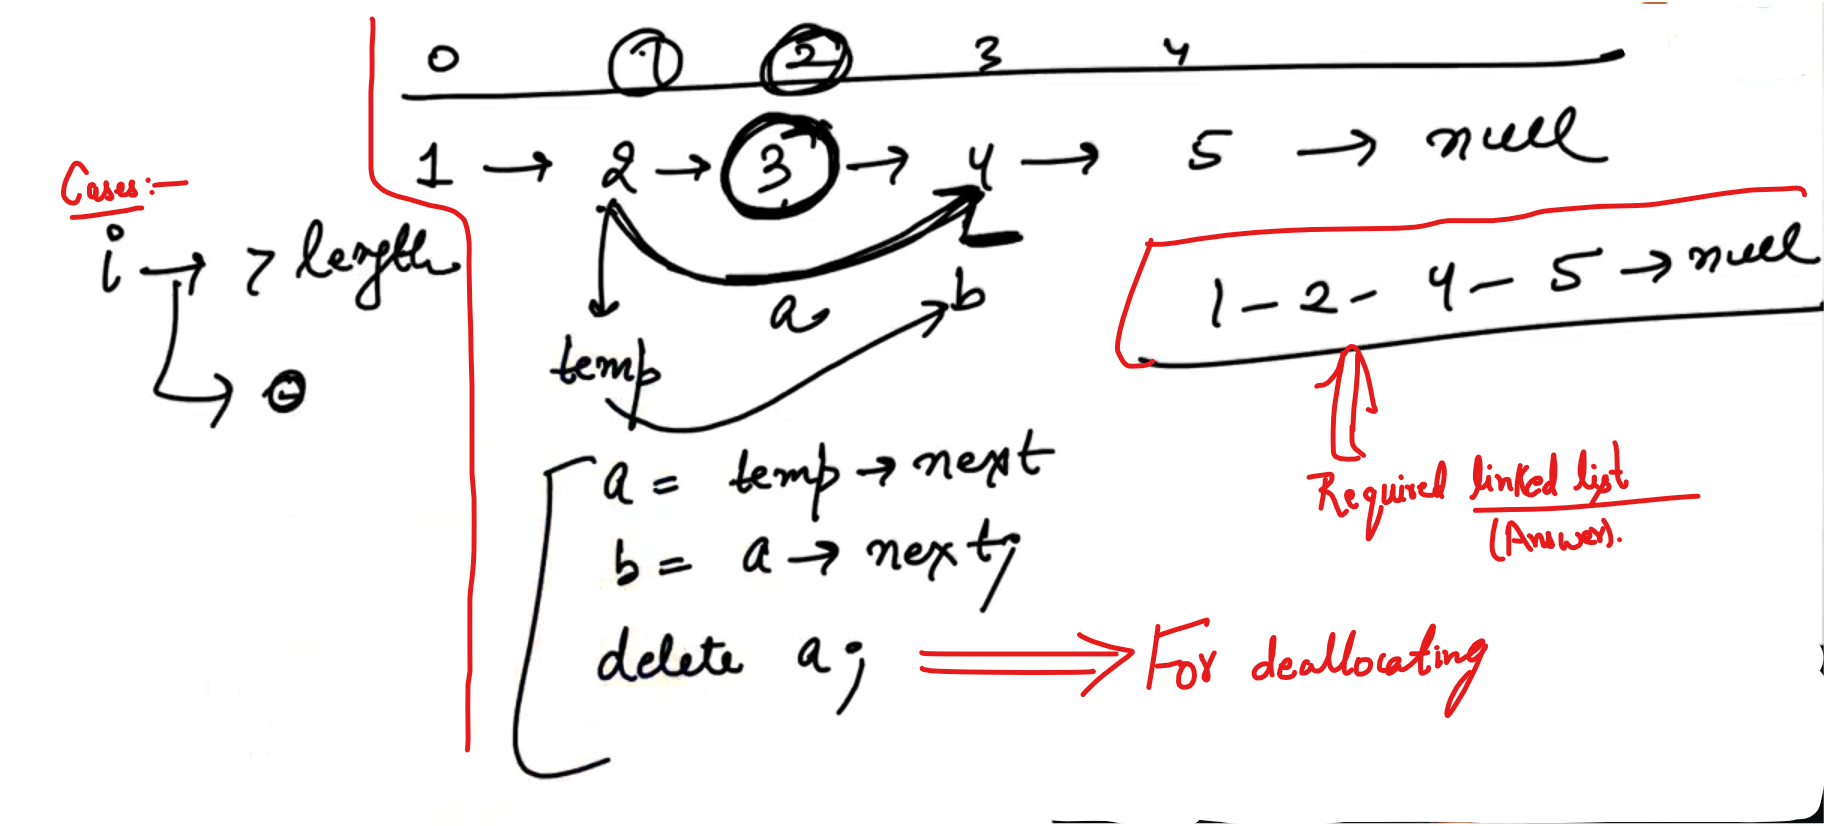 0 1 2 3 4
1 → 2 → 3 → 4 → 5 → null
Cases:-
i → > length
→ 0
a
b
temp
1 - 2 - 4 - 5 → null
Required linked list
(Answer).
a = temp → next
b = a → next;
delete a; ⟹ For deallocating